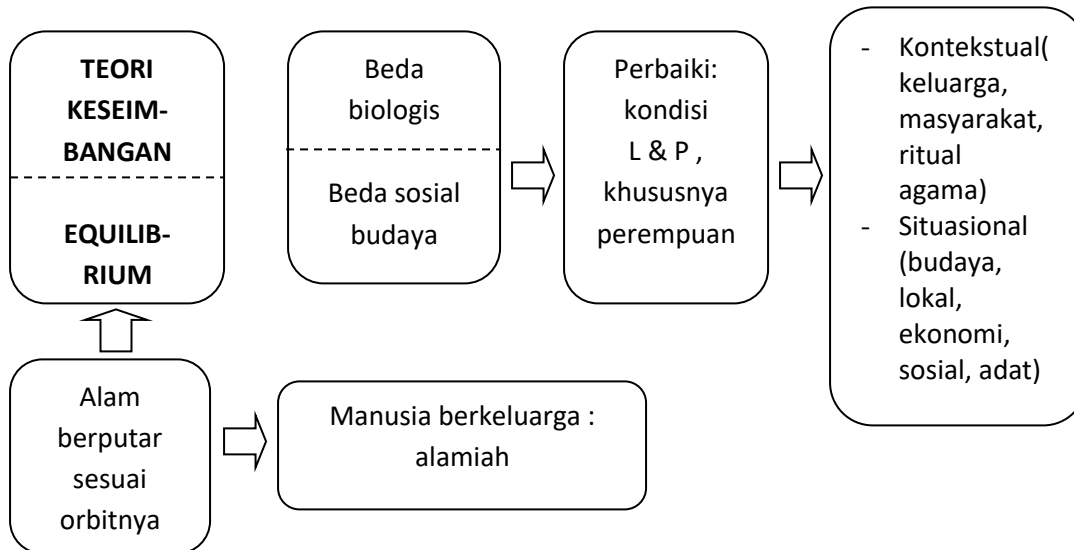 TEORI
KESEIM-
BANGAN
EQUILIB-
RIUM
Beda
biologis
Beda sosial
budaya
Perbaiki:
kondisi
L & P ,
khususnya
perempuan
- Kontekstual(
keluarga,
masyarakat,
ritual
agama)
- Situasional
(budaya,
lokal,
ekonomi,
sosial, adat)
Alam
berputar
sesuai
orbitnya
Manusia berkeluarga :
alamiah